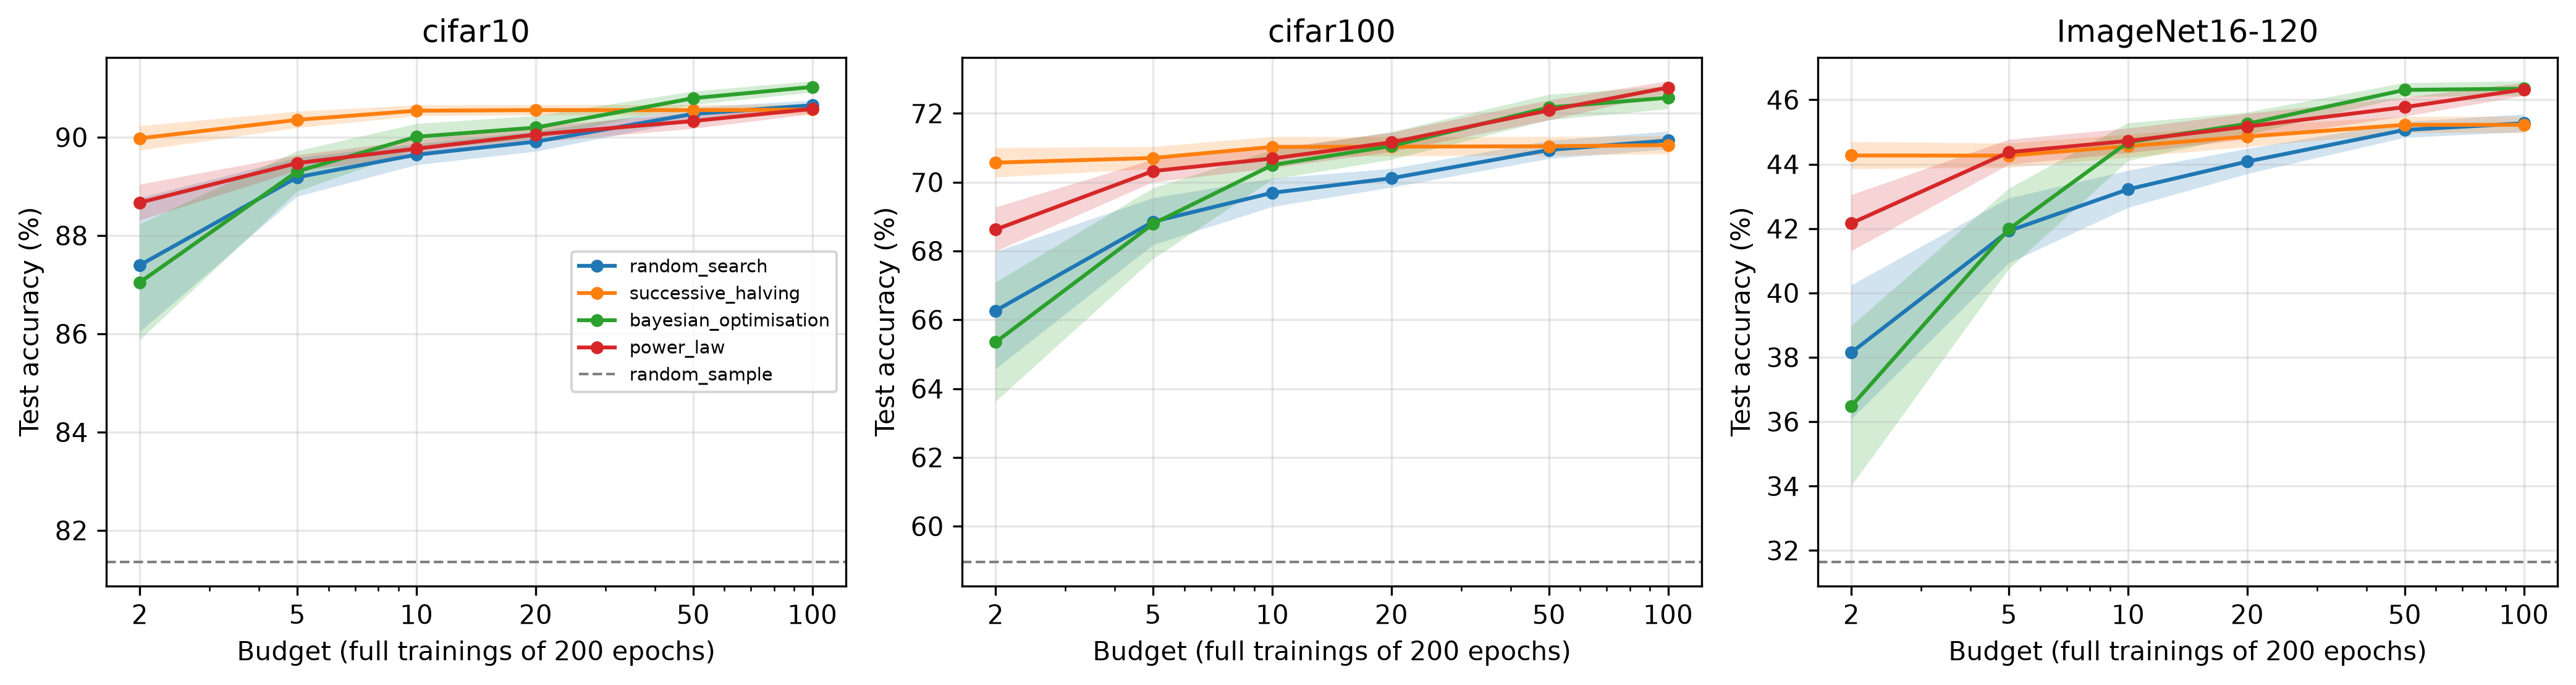 cifar10
Test accuracy (%)
90
88
86
84
82
random_search
successive_halving
bayesian_optimisation
power_law
random_sample
2 5 10 20 50 100
Budget (full trainings of 200 epochs)
cifar100
Test accuracy (%)
72
70
68
66
64
62
60
2 5 10 20 50 100
Budget (full trainings of 200 epochs)
ImageNet16-120
Test accuracy (%)
46
44
42
40
38
36
34
32
2 5 10 20 50 100
Budget (full trainings of 200 epochs)